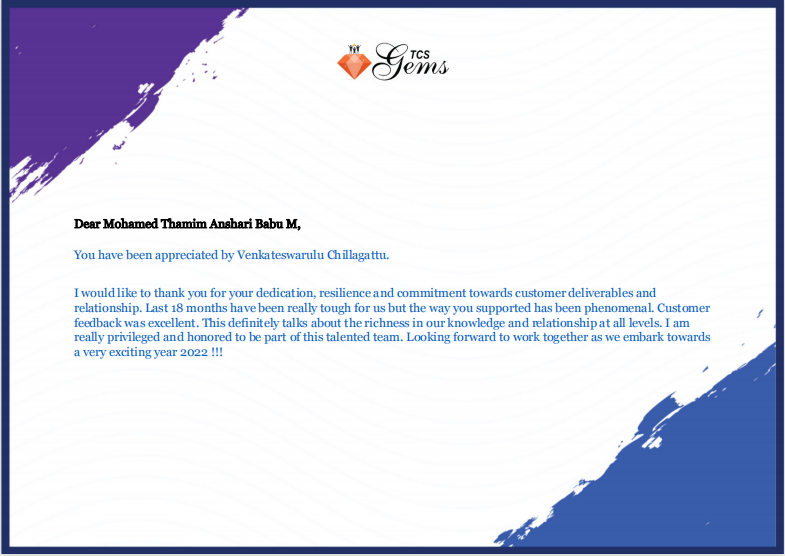 TCS
Gems
Dear Mohamed Thamim Anshari Babu M,
You have been appreciated by Venkateswarulu Chillagattu.
I would like to thank you for your dedication, resilience and commitment towards customer deliverables and
relationship. Last 18 months have been really tough for us but the way you supported has been phenomenal. Customer
feedback was excellent. This definitely talks about the richness in our knowledge and relationship at all levels. I am
really privileged and honored to be part of this talented team. Looking forward to work together as we embark towards
a very exciting year 2022 !!!